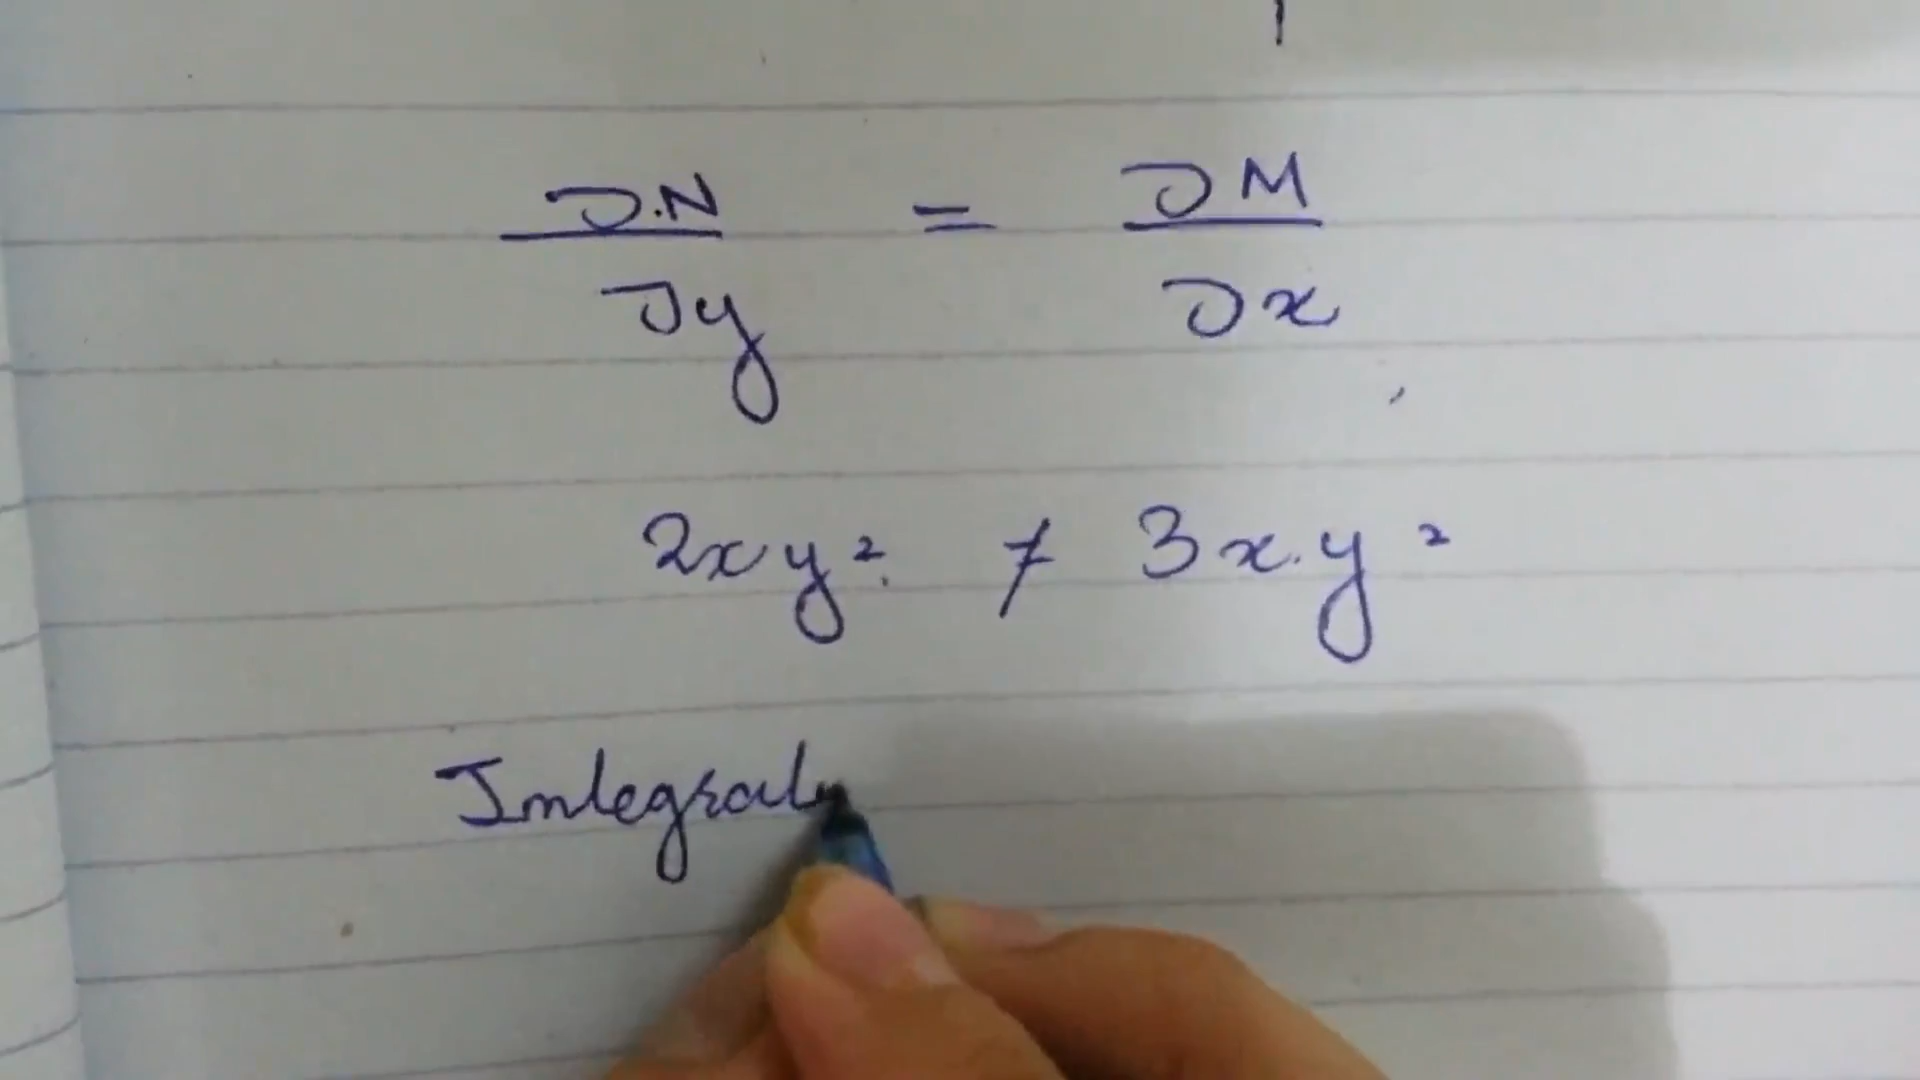 ∂N/∂y = ∂M/∂x
2xy² ≠ 3x.y²
Integral